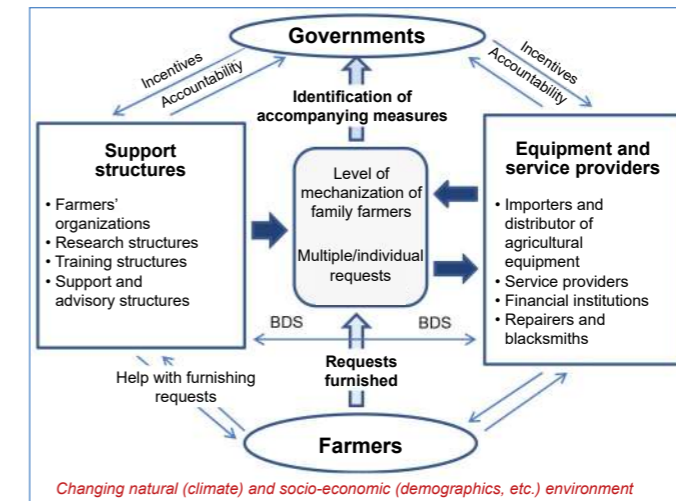 Governments
Incentives
Accountability
Incentives
Accountability
Identification of
accompanying measures
Support
structures
• Farmers'
organizations
• Research structures
• Training structures
• Support and
advisory structures
Level of
mechanization of
family farmers
Multiple/individual
requests
Equipment and
service providers
• Importers and
distributor of
agricultural
equipment
• Service providers
• Financial institutions
• Repairers and
blacksmiths
BDS
BDS
Requests
furnished
Help with furnishing
requests
Farmers
Changing natural (climate) and socio-economic (demographics, etc.) environment